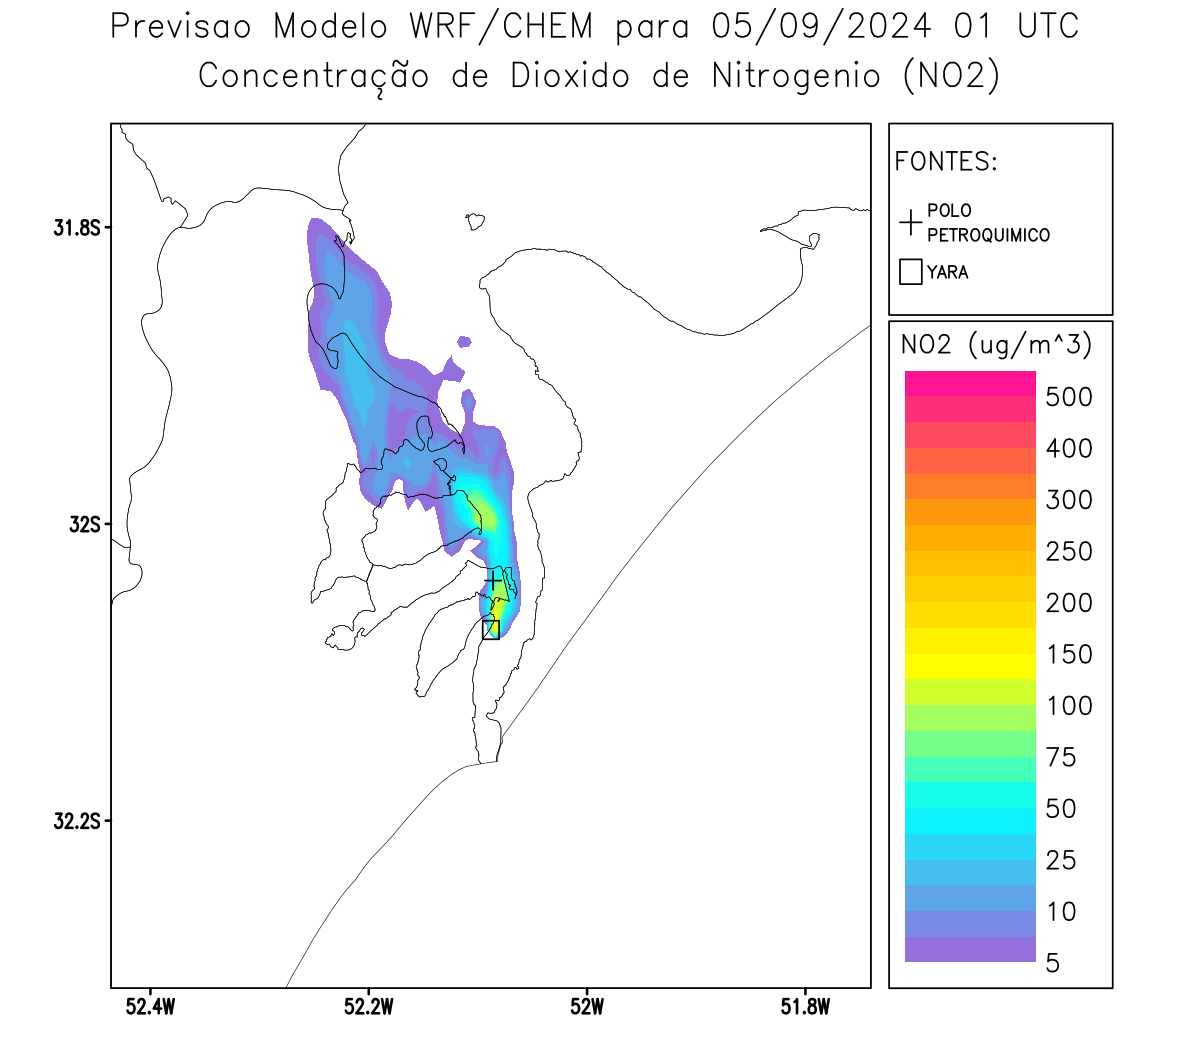 Previsao Modelo WRF/CHEM para 05/09/2024 01 UTC
Concentração de Dioxido de Nitrogenio (NO2)
FONTES:
POLO
PETROQUIMICO
YARA
NO2 (ug/m^3)
500
400
300
250
200
150
100
75
50
25
10
5
31.8S
32S
32.2S
52.4W
52.2W
52W
51.8W